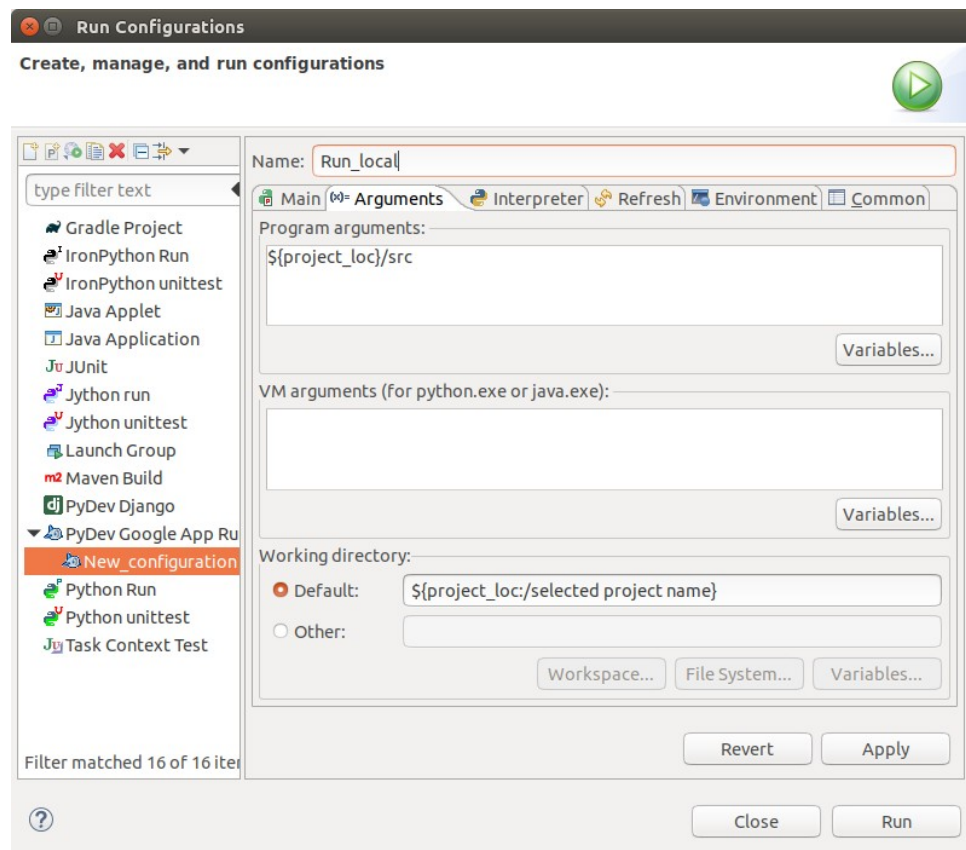 Run Configurations
Create, manage, and run configurations
Name: Run_local
type filter text
Main (x)= Arguments Interpreter Refresh Environment Common
Gradle Project
IronPython Run
IronPython unittest
Java Applet
Java Application
Ju JUnit
Jython run
Jython unittest
Launch Group
m2 Maven Build
dj PyDev Django
PyDev Google App Ru
New_configuration
Python Run
Python unittest
Ju Task Context Test
Filter matched 16 of 16 iter
Program arguments:
${project_loc}/src
Variables...
VM arguments (for python.exe or java.exe):
Variables...
Working directory:
Default: ${project_loc:/selected project name}
Other:
Workspace... File System... Variables...
Revert Apply
? Close Run